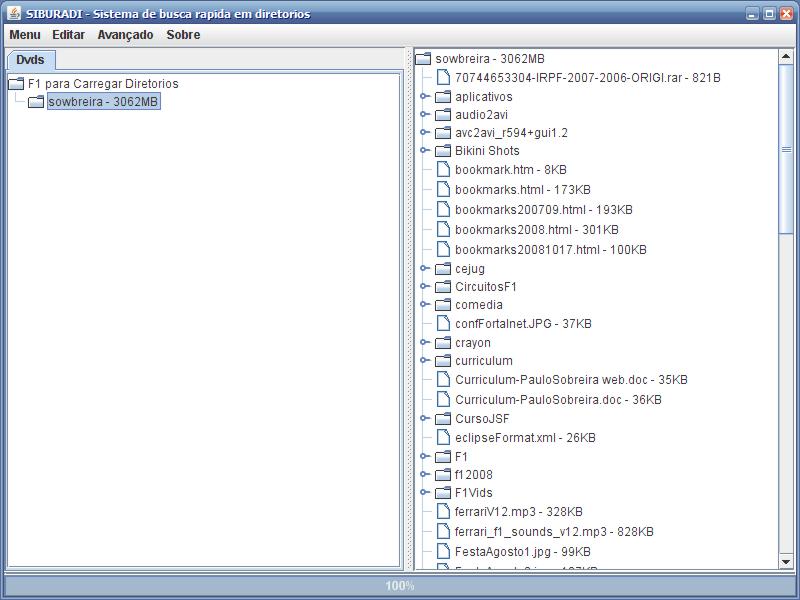 SIBURADI - Sistema de busca rapida em diretorios
Menu Editar Avançado Sobre
Dvds
F1 para Carregar Diretorios
sowbreira - 3062MB
sowbreira - 3062MB
70744653304-IRPF-2007-2006-ORIGI.rar - 821B
aplicativos
audio2avi
avc2avi_r594+gui1.2
Bikini Shots
bookmark.htm - 8KB
bookmarks.html - 173KB
bookmarks200709.html - 193KB
bookmarks2008.html - 301KB
bookmarks20081017.html - 100KB
cejug
CircuitosF1
comedia
confFortalnet.JPG - 37KB
crayon
curriculum
Curriculum-PauloSobreira web.doc - 35KB
Curriculum-PauloSobreira.doc - 36KB
CursoJSF
eclipseFormat.xml - 26KB
F1
f12008
F1Vids
ferrariV12.mp3 - 328KB
ferrari_f1_sounds_v12.mp3 - 828KB
FestaAgosto1.jpg - 99KB
100%